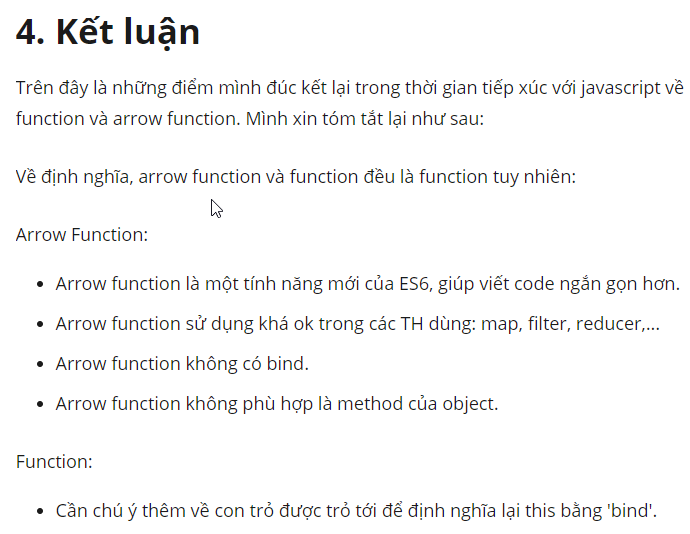 4. Kết luận
Trên đây là những điểm mình đúc kết lại trong thời gian tiếp xúc với javascript về
function và arrow function. Mình xin tóm tắt lại như sau:
Về định nghĩa, arrow function và function đều là function tuy nhiên:
Arrow Function:
• Arrow function là một tính năng mới của ES6, giúp viết code ngắn gọn hơn.
• Arrow function sử dụng khá ok trong các TH dùng: map, filter, reducer,...
• Arrow function không có bind.
• Arrow function không phù hợp là method của object.
Function:
• Cần chú ý thêm về con trỏ được trỏ tới để định nghĩa lại this bằng 'bind'.